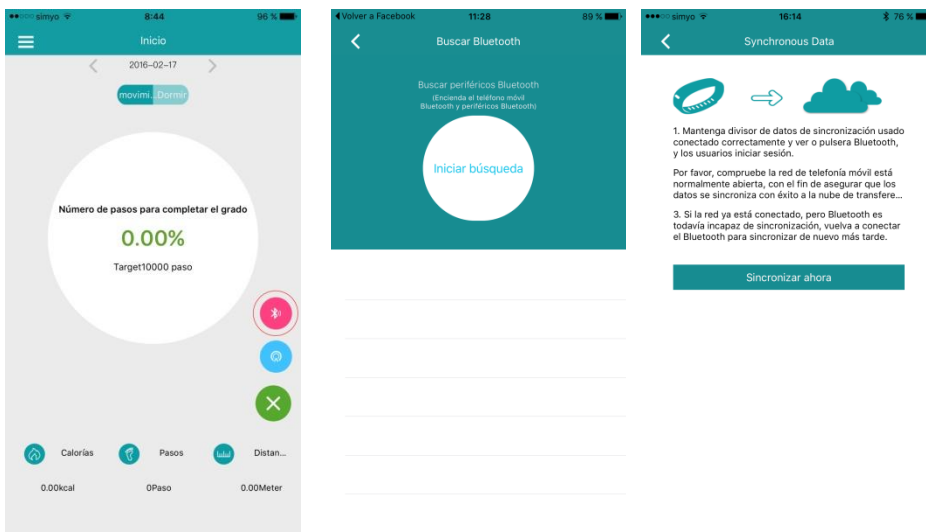 simyo 8:44 96 %
Inicio
2016-02-17
movimi... Dormir
Número de pasos para completar el grado
0.00%
Target10000 paso
Calorías Pasos Distan...
0.00kcal 0Paso 0.00Meter
Volver a Facebook 11:28 89 %
Buscar Bluetooth
Buscar periféricos Bluetooth
(Encienda el teléfono móvil
Bluetooth y periféricos Bluetooth)
Iniciar búsqueda
simyo 16:14 76 %
Synchronous Data
1. Mantenga divisor de datos de sincronización usado
conectado correctamente y ver o pulsera Bluetooth,
y los usuarios iniciar sesión.
Por favor, compruebe la red de telefonía móvil está
normalmente abierta, con el fin de asegurar que los
datos se sincroniza con éxito a la nube de transfere...
3. Si la red ya está conectado, pero Bluetooth es
todavía incapaz de sincronización, vuelva a conectar
el Bluetooth para sincronizar de nuevo más tarde.
Sincronizar ahora